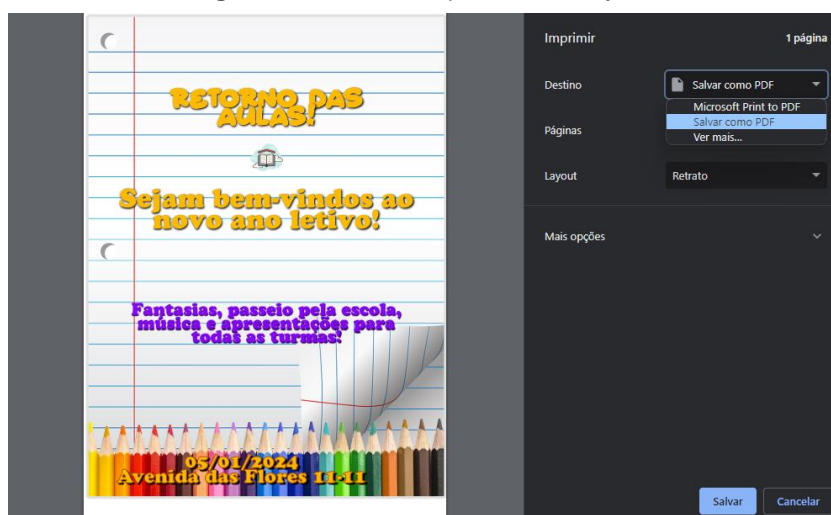 RETORNO DAS
AULAS!
Sejam bem-vindos ao
novo ano letivo!
Fantasias, passeio pela escola,
música e apresentações para
todas as turmas!
05/01/2024
Avenida das Flores 11-11
Imprimir
1 página
Destino
Salvar como PDF
Microsoft Print to PDF
Salvar como PDF
Ver mais...
Páginas
Layout
Retrato
Mais opções
Salvar
Cancelar